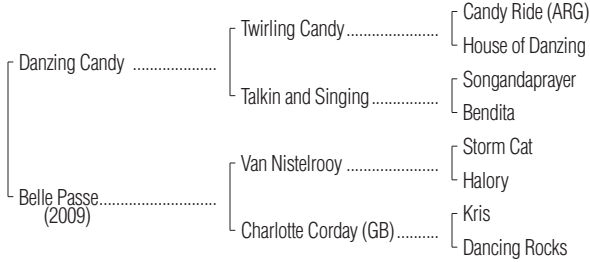 Candy Ride (ARG)
Twirling Candy.....................
House of Danzing
Danzing Candy ...................
Songandaprayer
Talkin and Singing...............
Bendita
Storm Cat
Van Nistelrooy .....................
Halory
Belle Passe..........................
(2009)
Kris
Charlotte Corday (GB)..........
Dancing Rocks